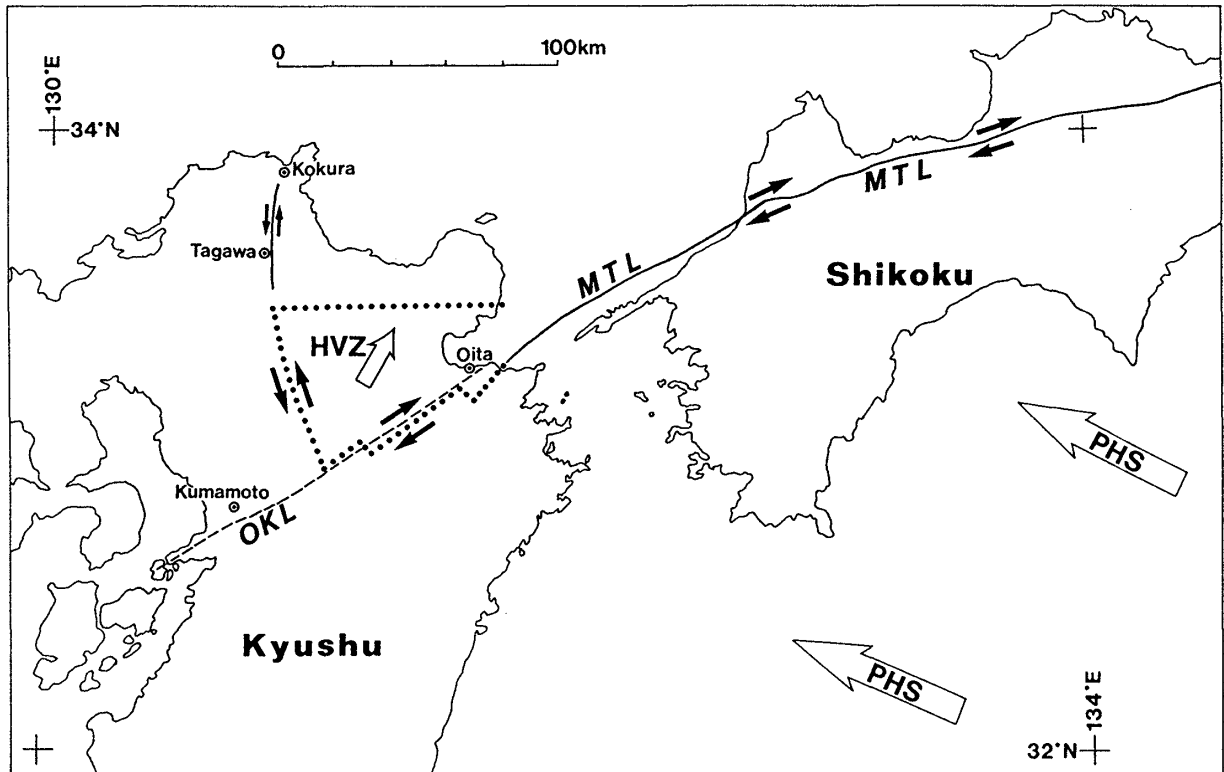 0 100km
130°E
34°N
Kokura
Tagawa
MTL
MTL
Shikoku
HVZ
Oita
PHS
Kumamoto
OKL
Kyushu
PHS
134°E
32°N